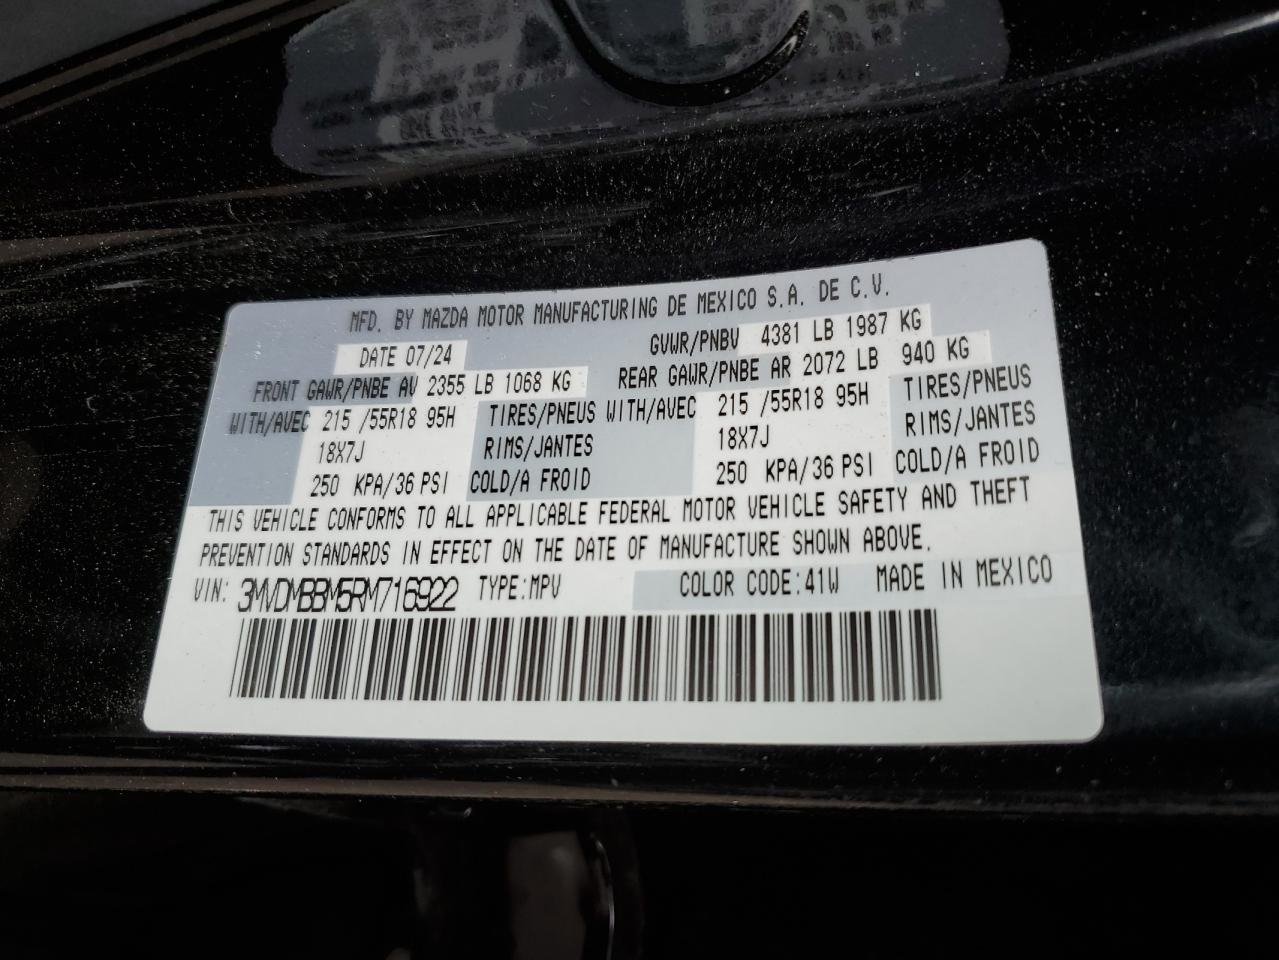 MFD. BY MAZDA MOTOR MANUFACTURING DE MEXICO S.A. DE C.V.
DATE 07/24 GVWR/PNBV 4381 LB 1987 KG
FRONT GAWR/PNBE AV 2355 LB 1068 KG REAR GAWR/PNBE AR 2072 LB 940 KG
WITH/AVEC 215 /55R18 95H TIRES/PNEUS WITH/AVEC 215 /55R18 95H TIRES/PNEUS
18X7J RIMS/JANTES 18X7J RIMS/JANTES
250 KPA/36 PSI COLD/A FROID 250 KPA/36 PSI COLD/A FROID
THIS VEHICLE CONFORMS TO ALL APPLICABLE FEDERAL MOTOR VEHICLE SAFETY AND THEFT
PREVENTION STANDARDS IN EFFECT ON THE DATE OF MANUFACTURE SHOWN ABOVE.
VIN: 3MVDMBBM5RM716922 TYPE:MPV COLOR CODE:41W MADE IN MEXICO